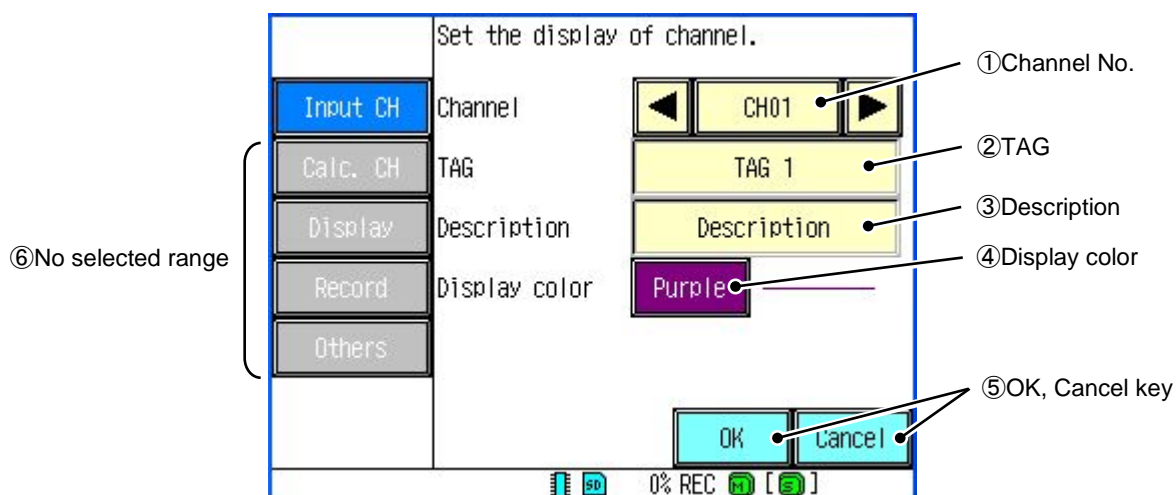 Set the display of channel.
①Channel No.
Input CH Channel CH01
②TAG
Calc. CH TAG TAG 1
③Description
Display Description Description
⑥No selected range
④Display color
Record Display color Purple
Others
⑤OK, Cancel key
OK Cancel
SD 0% REC M [S]